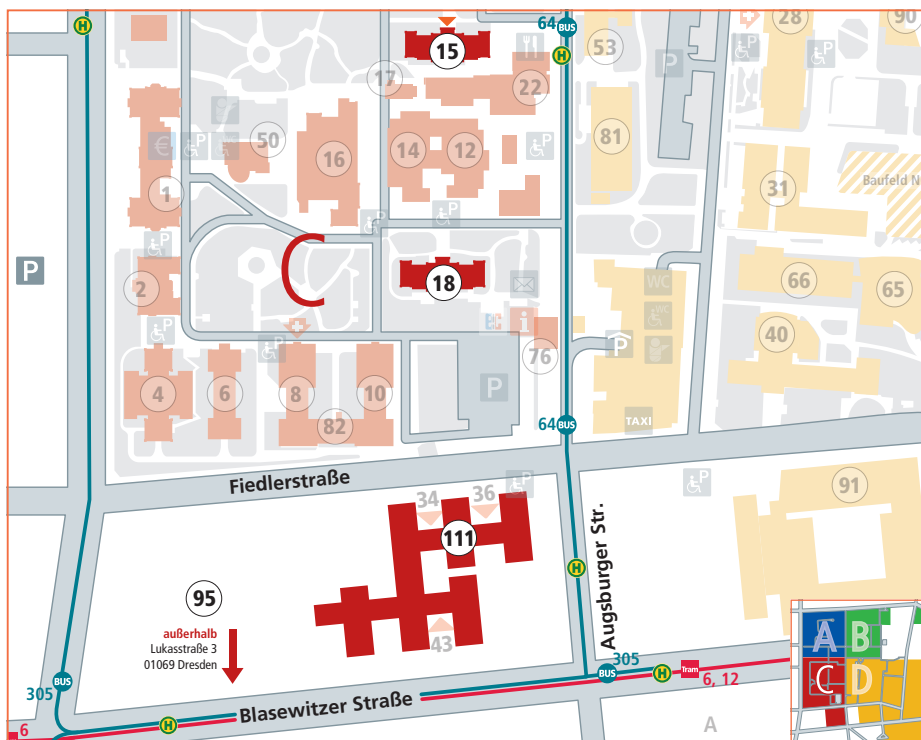 H
64 BUS
28
90
15
H
53
P
17
22
50
€
P
P
81
16
14
12
P
1
31
Baufeld N
P
P
P
C
P
2
18
66
WC
65
WC
EC
i
P
P
76
P
40
4
6
8
10
P
82
64 BUS
TAXI
Fiedlerstraße
34
36
P
P
91
111
Augsburger Str.
H
95
außerhalb
Lukasstraße 3
01069 Dresden
43
A
B
C
D
305 BUS
BUS 305
H
Tram
6, 12
Blasewitzer Straße
H
6
A